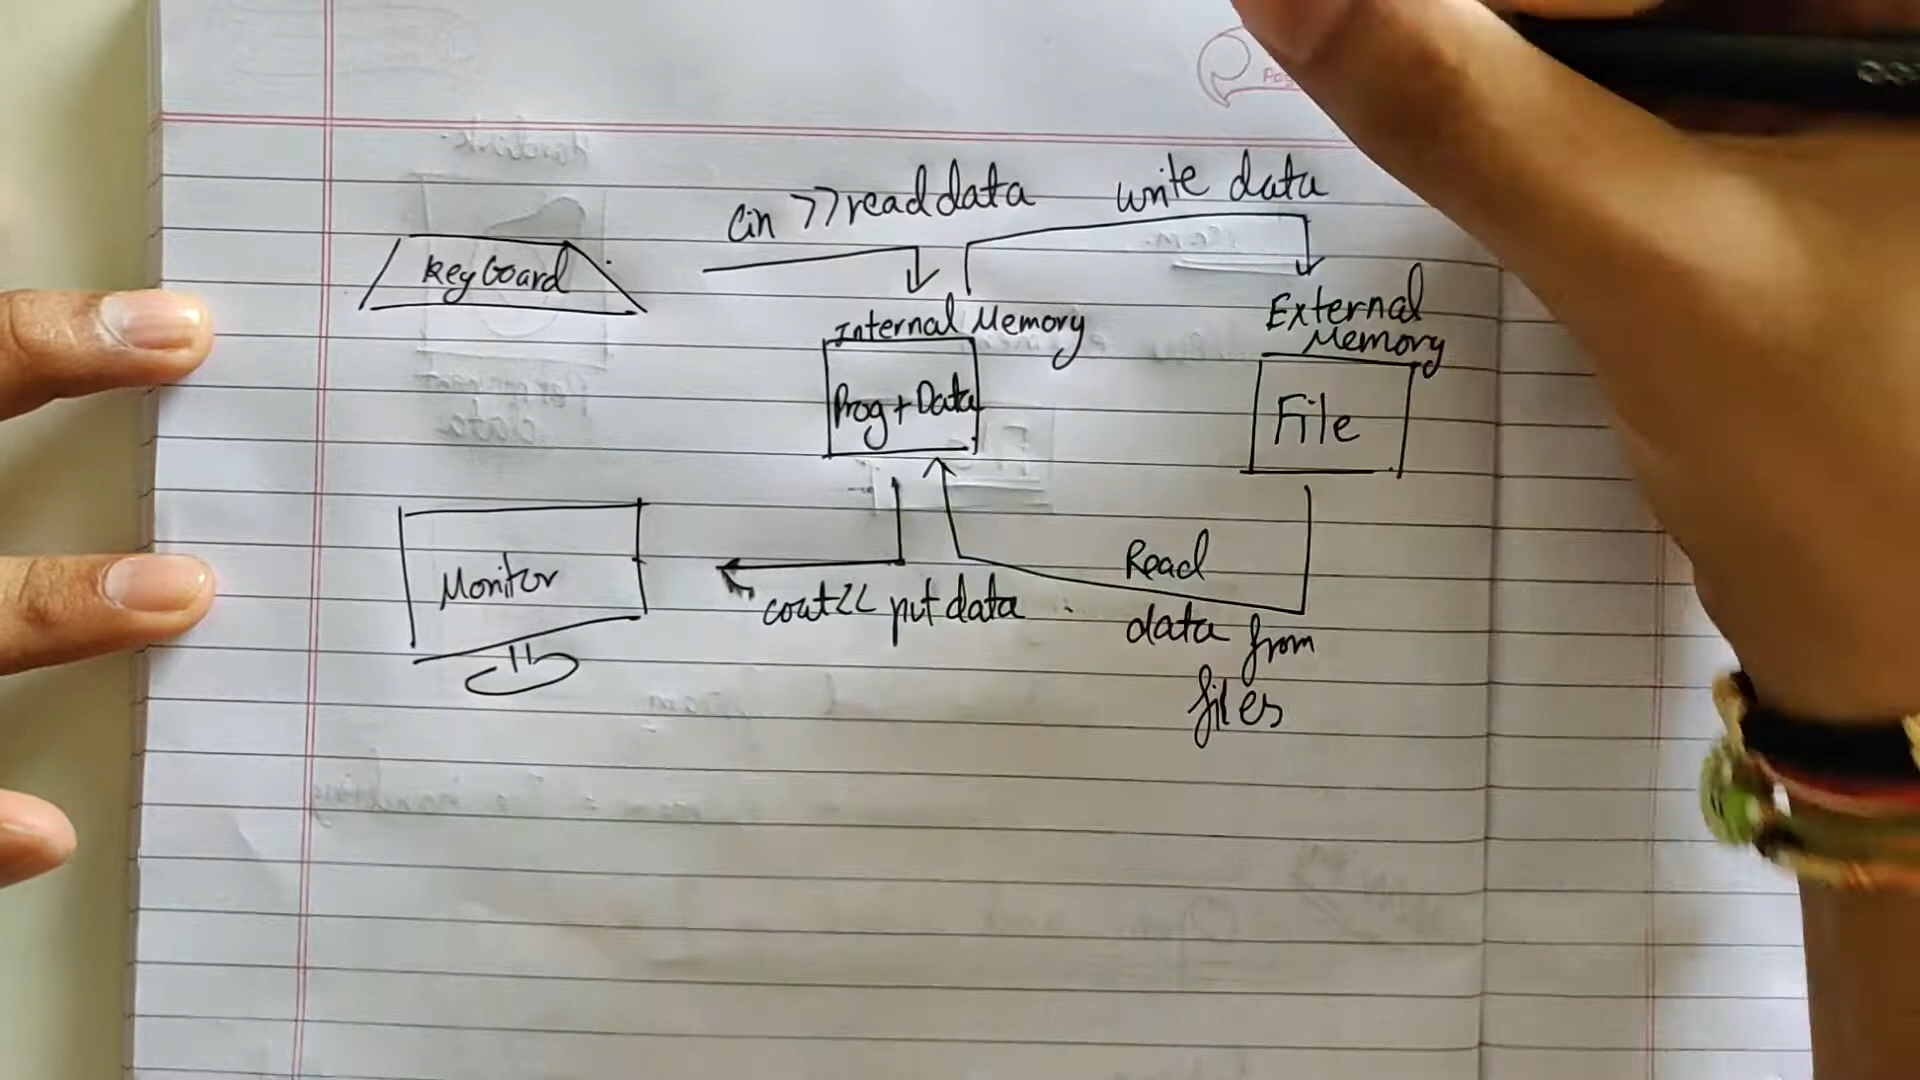 cin >> read data
write data
keyboard
Internal Memory
External
Memory
Prog + Data
File
Monitor
cout << put data
Read
data from
files